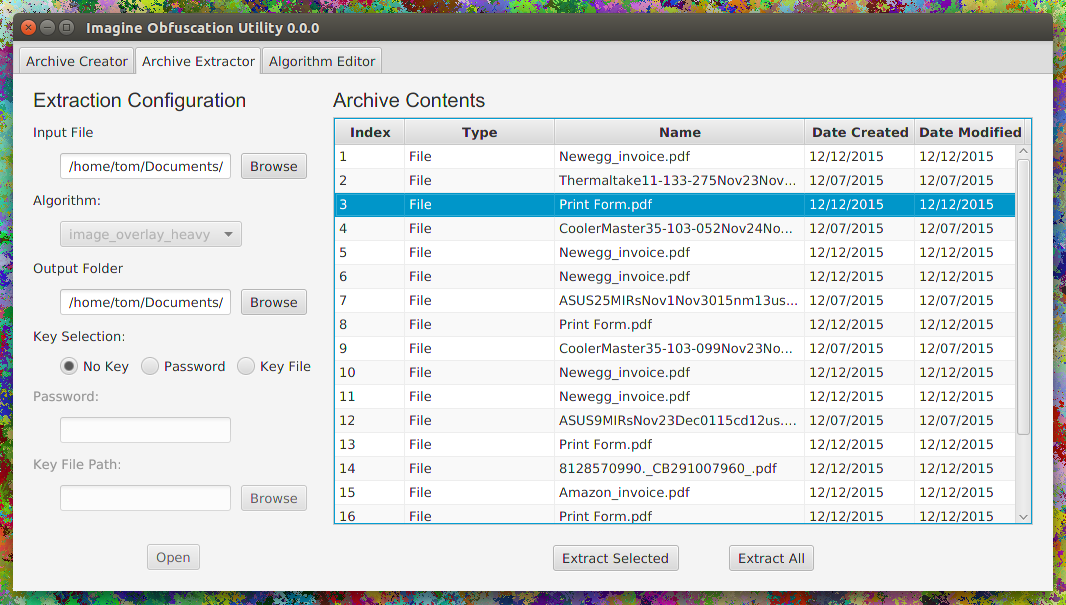 Imagine Obfuscation Utility 0.0.0
Archive Creator Archive Extractor Algorithm Editor
Extraction Configuration
Input File
/home/tom/Documents/ Browse
Algorithm:
image_overlay_heavy
Output Folder
/home/tom/Documents/ Browse
Key Selection:
No Key Password Key File
Password:
Key File Path:
Browse
Open
Archive Contents
Index Type Name Date Created Date Modified
1 File Newegg_invoice.pdf 12/12/2015 12/12/2015
2 File Thermaltake11-133-275Nov23Nov... 12/07/2015 12/07/2015
3 File Print Form.pdf 12/12/2015 12/12/2015
4 File CoolerMaster35-103-052Nov24No... 12/07/2015 12/07/2015
5 File Newegg_invoice.pdf 12/12/2015 12/12/2015
6 File Newegg_invoice.pdf 12/12/2015 12/12/2015
7 File ASUS25MIRsNov1Nov3015nm13us... 12/07/2015 12/07/2015
8 File Print Form.pdf 12/12/2015 12/12/2015
9 File CoolerMaster35-103-099Nov23No... 12/07/2015 12/07/2015
10 File Newegg_invoice.pdf 12/12/2015 12/12/2015
11 File Newegg_invoice.pdf 12/12/2015 12/12/2015
12 File ASUS9MIRsNov23Dec0115cd12us.... 12/07/2015 12/07/2015
13 File Print Form.pdf 12/12/2015 12/12/2015
14 File 8128570990._CB291007960_.pdf 12/12/2015 12/12/2015
15 File Amazon_invoice.pdf 12/12/2015 12/12/2015
16 File Print Form.pdf 12/12/2015 12/12/2015
Extract Selected Extract All